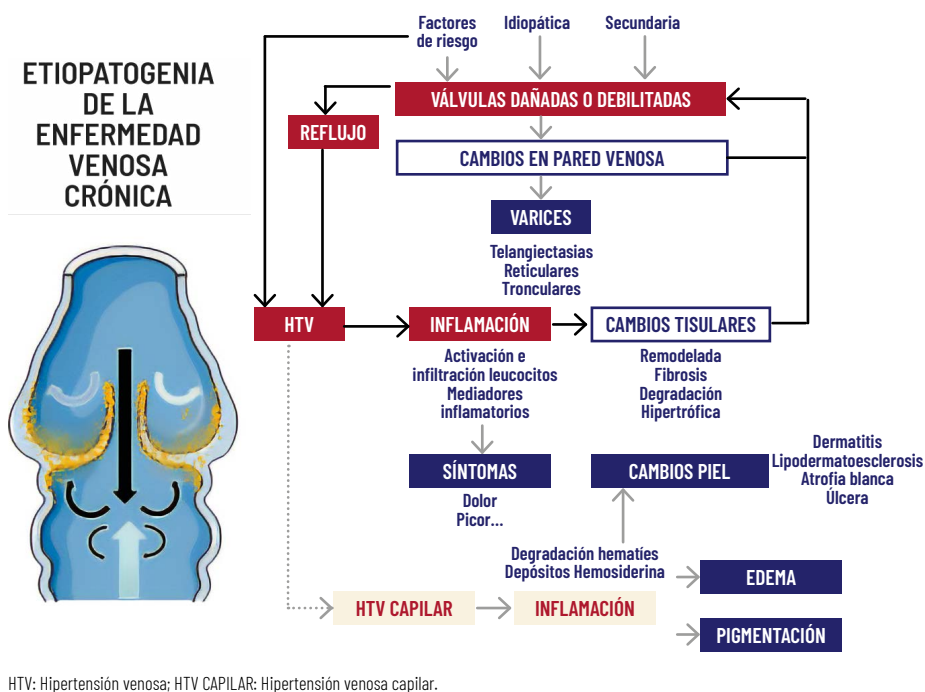 ETIOPATOGENIA
DE LA
ENFERMEDAD
VENOSA
CRÓNICA
Factores
de riesgo
Idiopática
Secundaria
VÁLVULAS DAÑADAS O DEBILITADAS
REFLUJO
CAMBIOS EN PARED VENOSA
VARICES
Telangiectasias
Reticulares
Tronculares
HTV
INFLAMACIÓN
CAMBIOS TISULARES
Activación e
infiltración leucocitos
Mediadores
inflamatorios
Remodelada
Fibrosis
Degradación
Hipertrófica
SÍNTOMAS
Dolor
Picor...
CAMBIOS PIEL
Dermatitis
Lipodermatoesclerosis
Atrofia blanca
Úlcera
Degradación hematíes
Depósitos Hemosiderina
EDEMA
HTV CAPILAR
INFLAMACIÓN
PIGMENTACIÓN
HTV: Hipertensión venosa; HTV CAPILAR: Hipertensión venosa capilar.